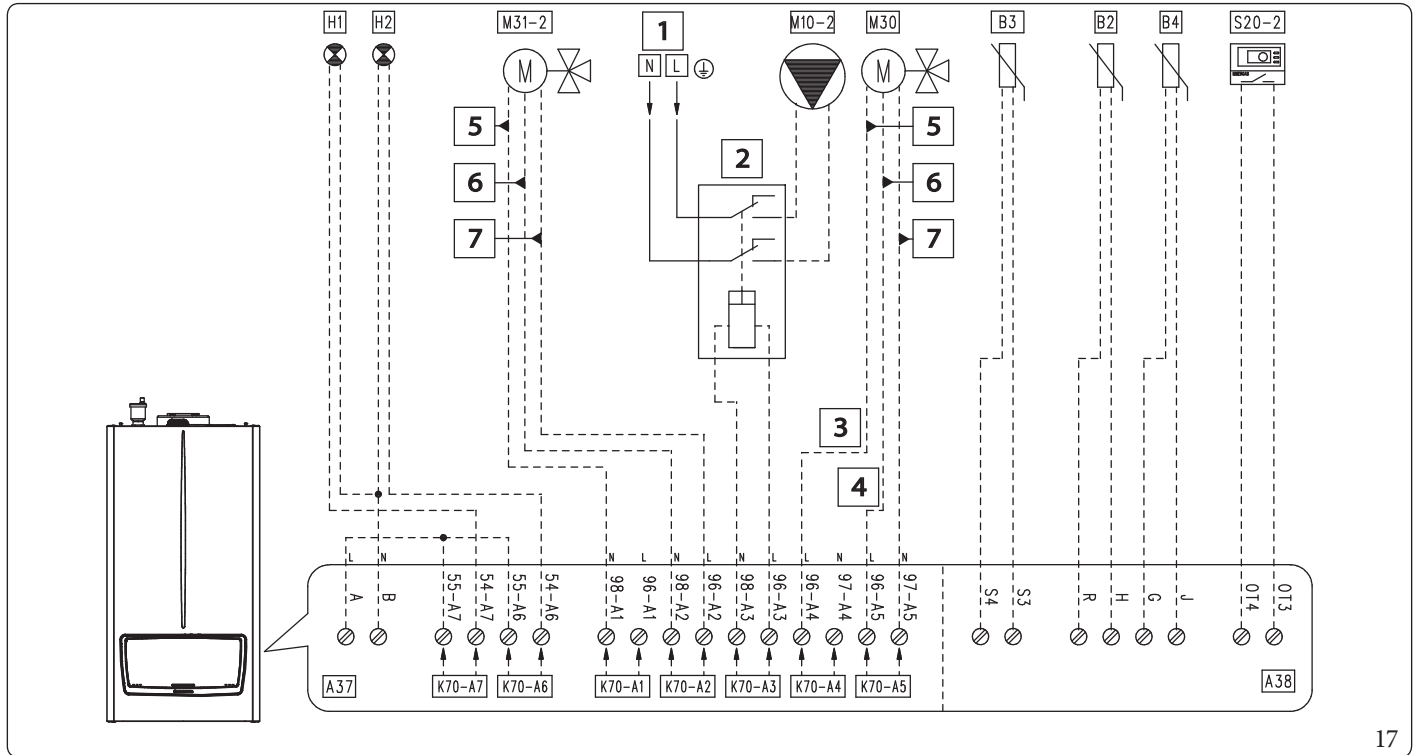 H1 H2 M31-2 1 M10-2 M30 B3 B2 B4 S20-2
N L
M M
5 5
2
6 6
7 7
3
4
L N N L N L N L L N L N
A B 55-A7 54-A7 55-A6 54-A6 98-A1 96-A1 98-A2 96-A2 98-A3 96-A3 96-A4 97-A4 96-A5 97-A5 S4 S3 R H G J OT4 OT3
A37 K70-A7 K70-A6 K70-A1 K70-A2 K70-A3 K70-A4 K70-A5 A38
17